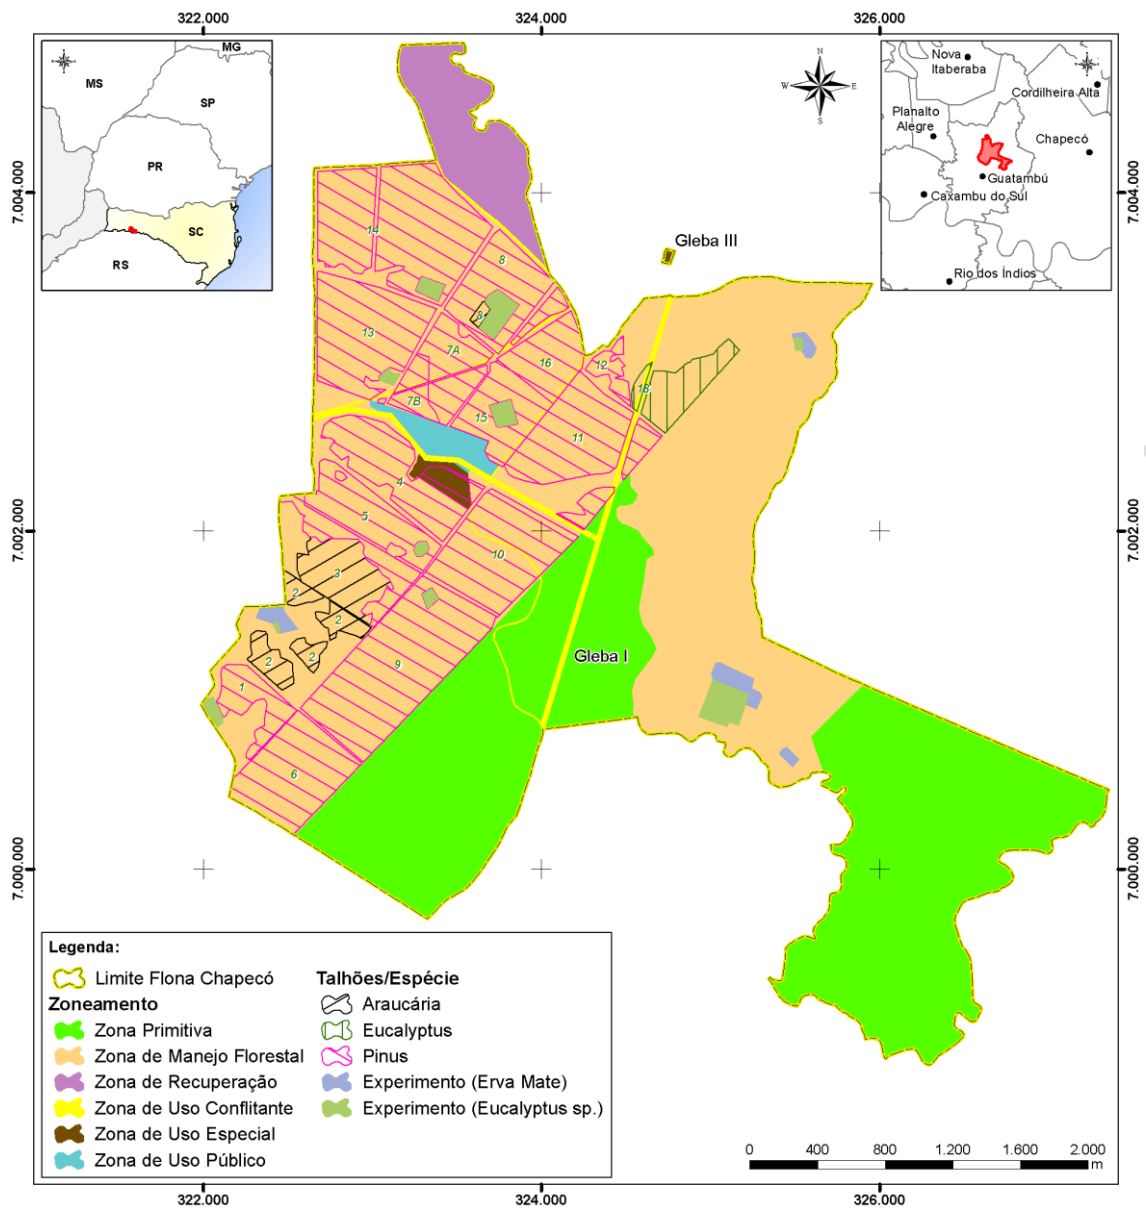 322.000
324.000
326.000
MG
MS
SP
PR
SC
RS
N
W
E
S
Nova
Itaberaba
Cordilheira Alta
Planalto
Alegre
Chapecó
Guatambú
Caxambu do Sul
Rio dos Índios
7.004.000
7.004.000
Gleba III
14
8
13
8
7A
16
12
18
7B
15
11
4
5
10
7.002.000
7.002.000
3
2
2
9
2
2
1
6
Gleba I
7.000.000
7.000.000
Legenda:
Limite Flona Chapecó
Zoneamento
Zona Primitiva
Zona de Manejo Florestal
Zona de Recuperação
Zona de Uso Conflitante
Zona de Uso Especial
Zona de Uso Público
Talhões/Espécie
Araucária
Eucalyptus
Pinus
Experimento (Erva Mate)
Experimento (Eucalyptus sp.)
0 400 800 1.200 1.600 2.000
m
322.000
324.000
326.000